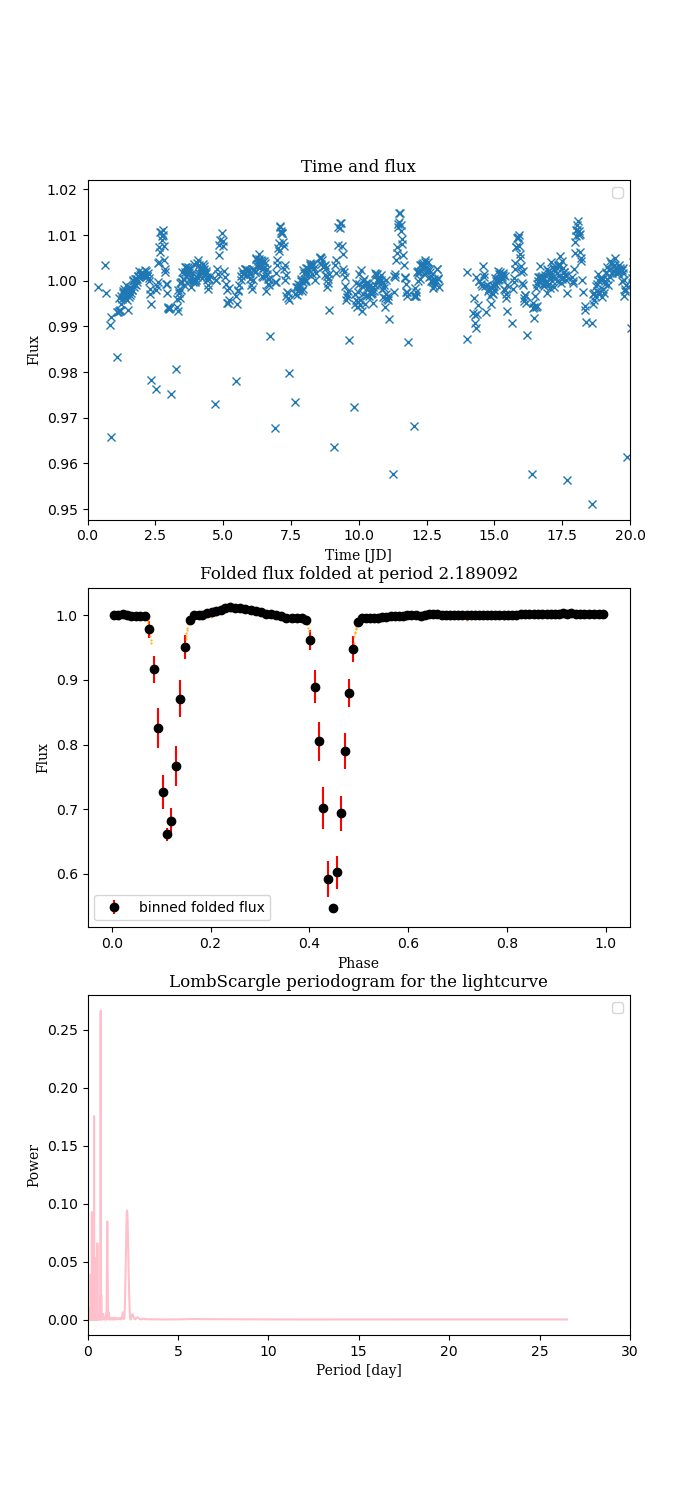 Time and flux
1.02
1.01
1.00
0.99
0.98
0.97
0.96
0.95
Flux
0.0 2.5 5.0 7.5 10.0 12.5 15.0 17.5 20.0
Time [JD]
Folded flux folded at period 2.189092
1.0
0.9
0.8
0.7
0.6
Flux
binned folded flux
0.0 0.2 0.4 0.6 0.8 1.0
Phase
LombScargle periodogram for the lightcurve
0.25
0.20
0.15
0.10
0.05
0.00
Power
0 5 10 15 20 25 30
Period [day]